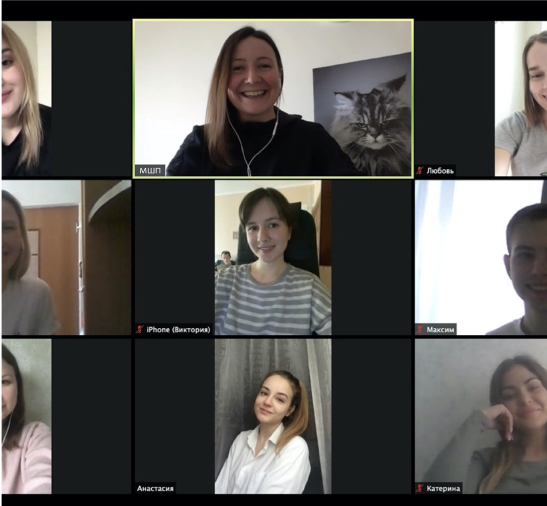 МШП
Любовь
iPhone (Виктория)
Максим
Анастасия
Катерина